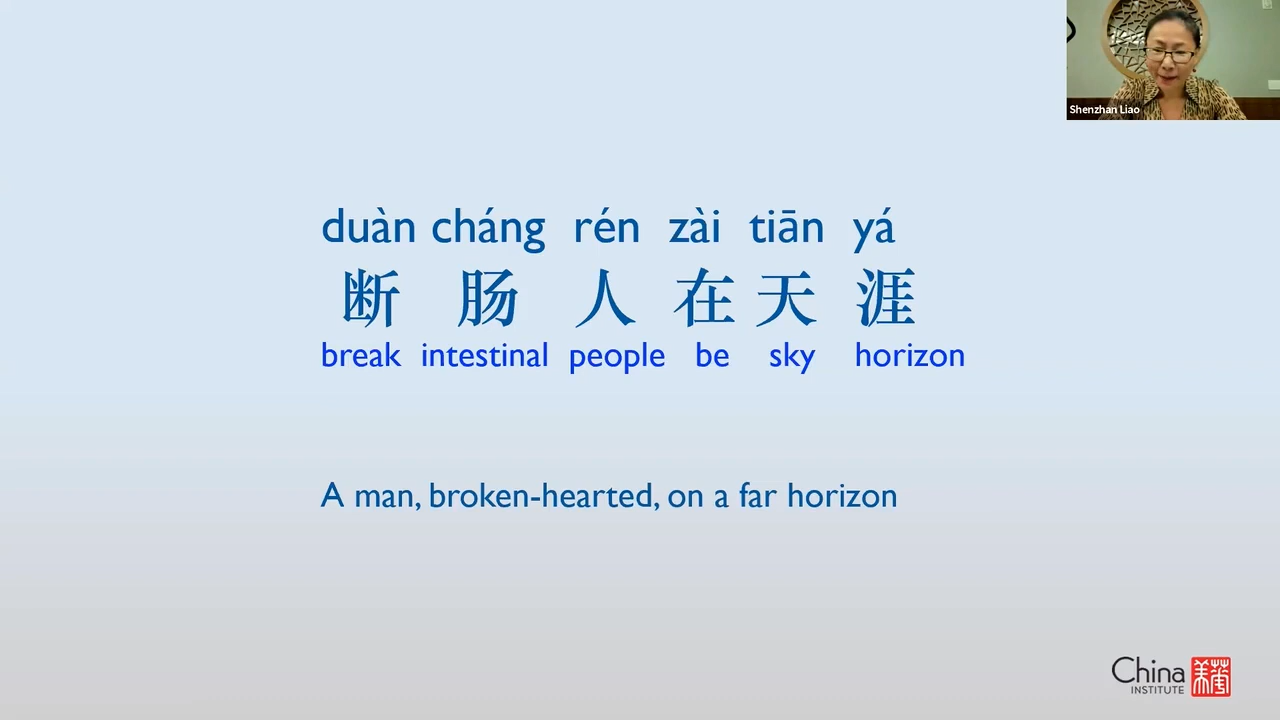 Shenzhan Liao
duàn cháng rén zài tiān yá
断 肠 人 在 天 涯
break intestinal people be sky horizon
A man, broken-hearted, on a far horizon
China
INSTITUTE